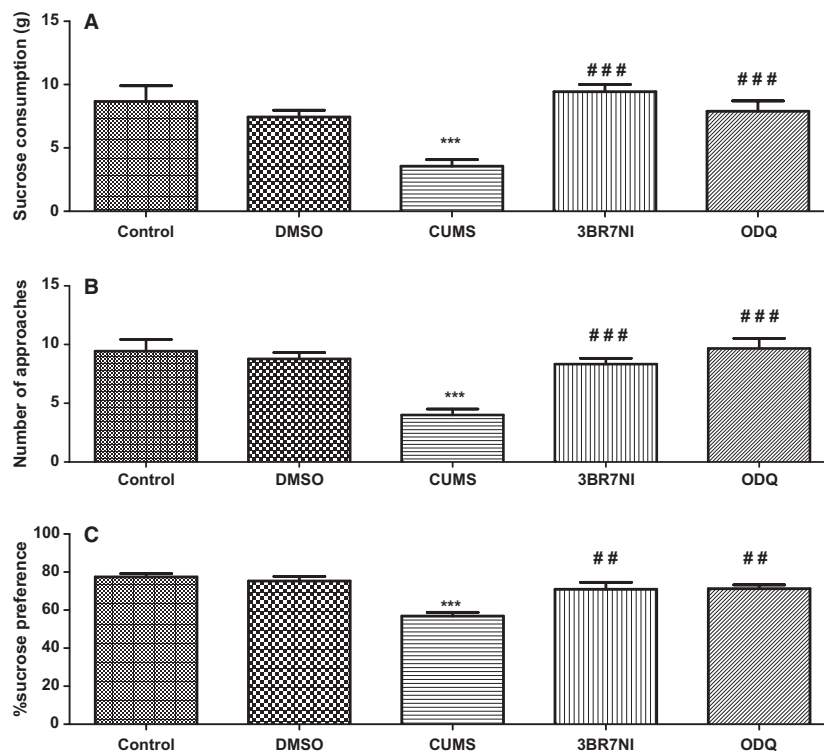 A
Sucrose consumption (g)
15
10
5
0
***
# # #
# # #
Control DMSO CUMS 3BR7NI ODQ
B
Number of approaches
15
10
5
0
***
# # #
# # #
Control DMSO CUMS 3BR7NI ODQ
C
%sucrose preference
100
80
60
40
20
0
***
# #
# #
Control DMSO CUMS 3BR7NI ODQ